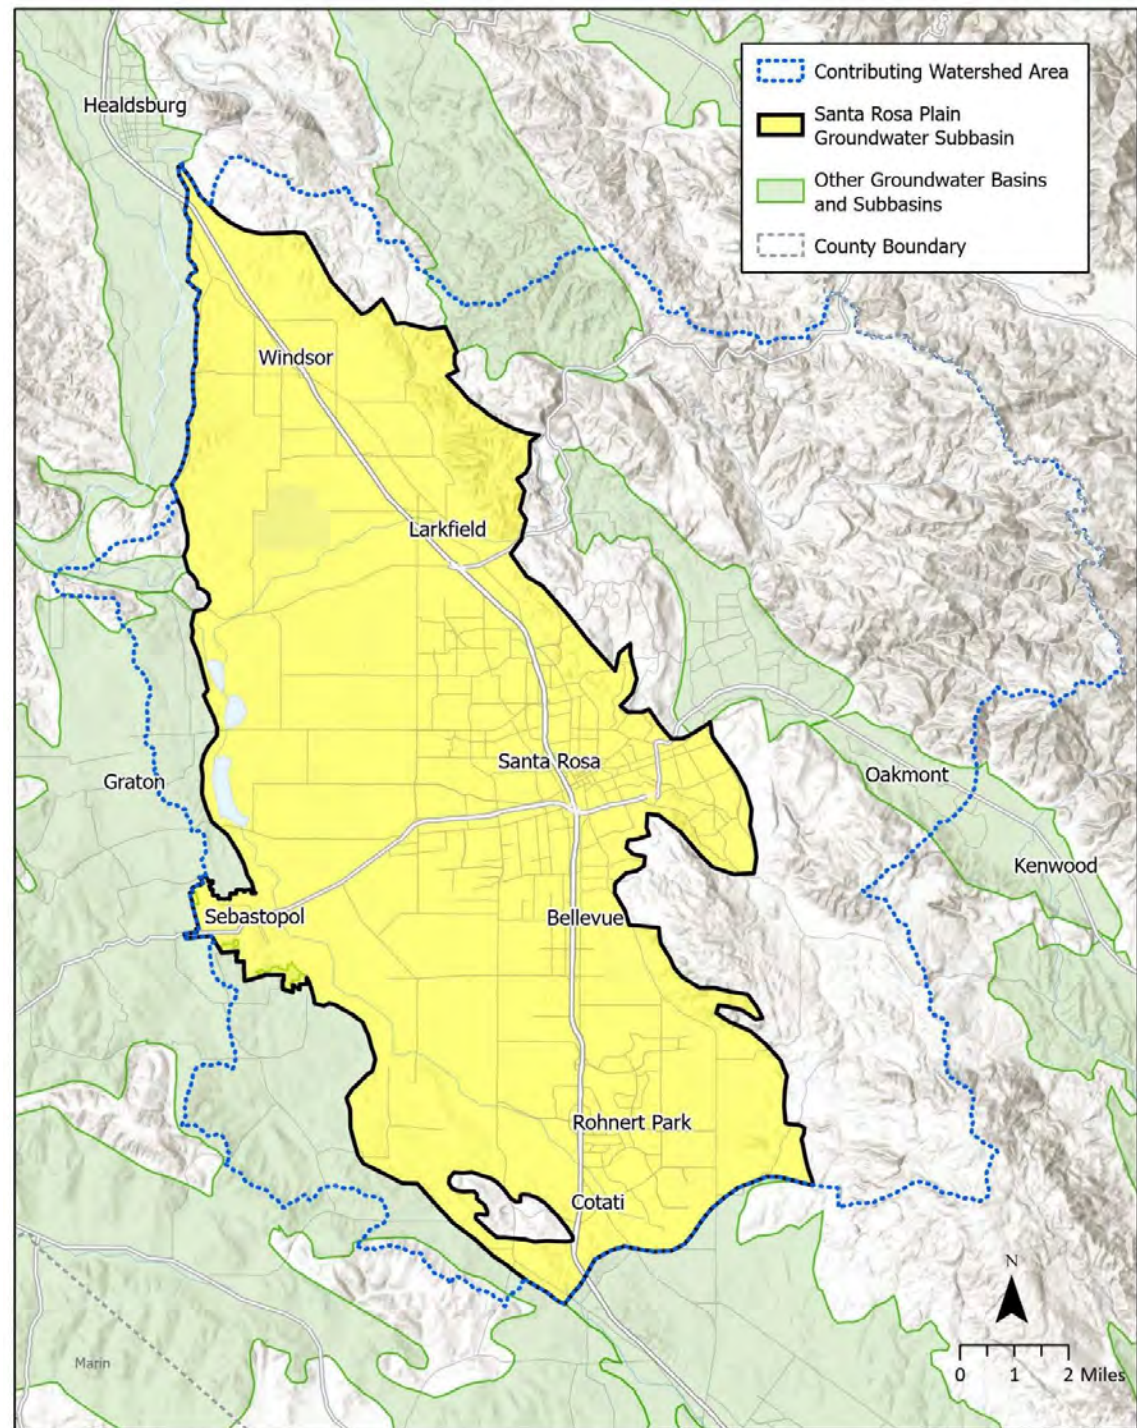 Healdsburg
Contributing Watershed Area
Santa Rosa Plain
Groundwater Subbasin
Other Groundwater Basins
and Subbasins
County Boundary
Windsor
Larkfield
Santa Rosa
Graton
Oakmont
Kenwood
Sebastopol
Bellevue
Rohnert Park
Cotati
N
0 1 2 Miles
Marin